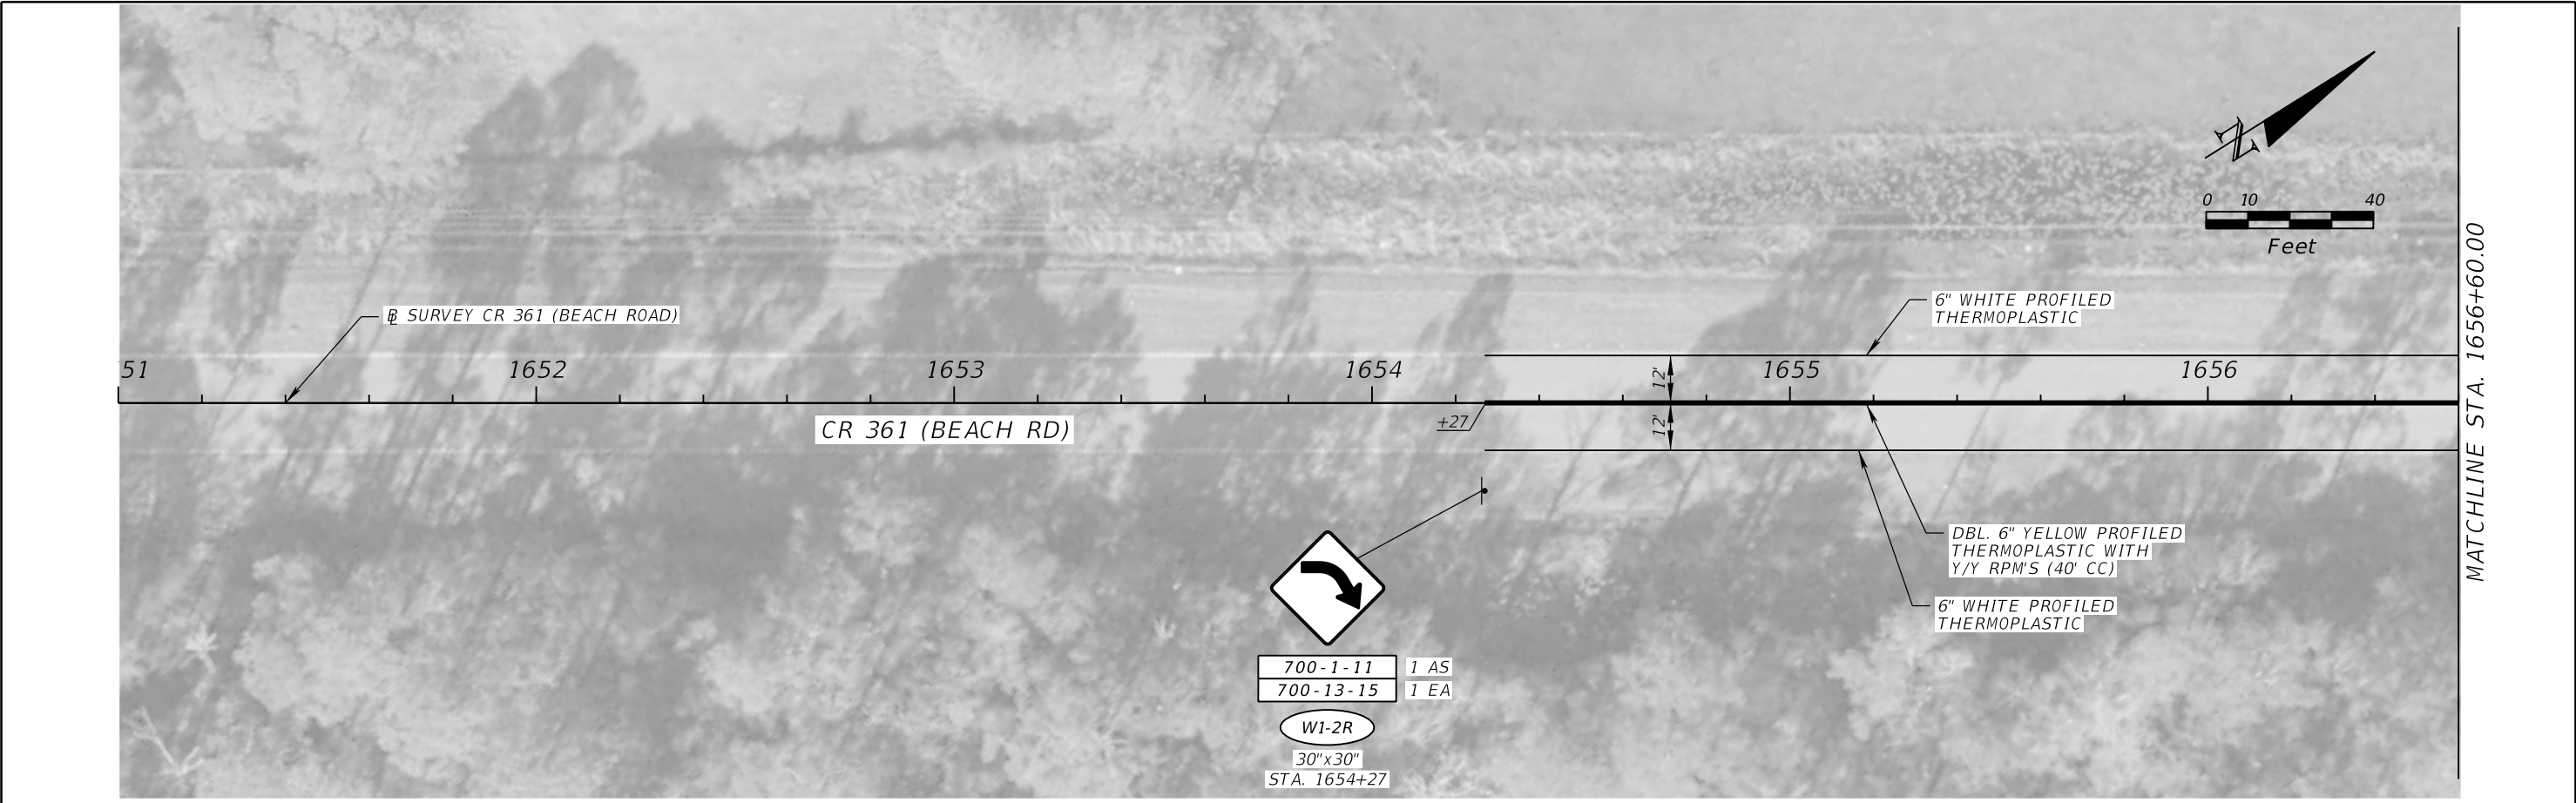 N
0 10 40
Feet
6" WHITE PROFILED
THERMOPLASTIC
BL SURVEY CR 361 (BEACH ROAD)
51 1652 1653 1654 1655 1656
12'
12'
+27
CR 361 (BEACH RD)
MATCHLINE STA. 1656+60.00
DBL. 6" YELLOW PROFILED
THERMOPLASTIC WITH
Y/Y RPM'S (40' CC)
6" WHITE PROFILED
THERMOPLASTIC
700-1-11 1 AS
700-13-15 1 EA
W1-2R
30"x30"
STA. 1654+27